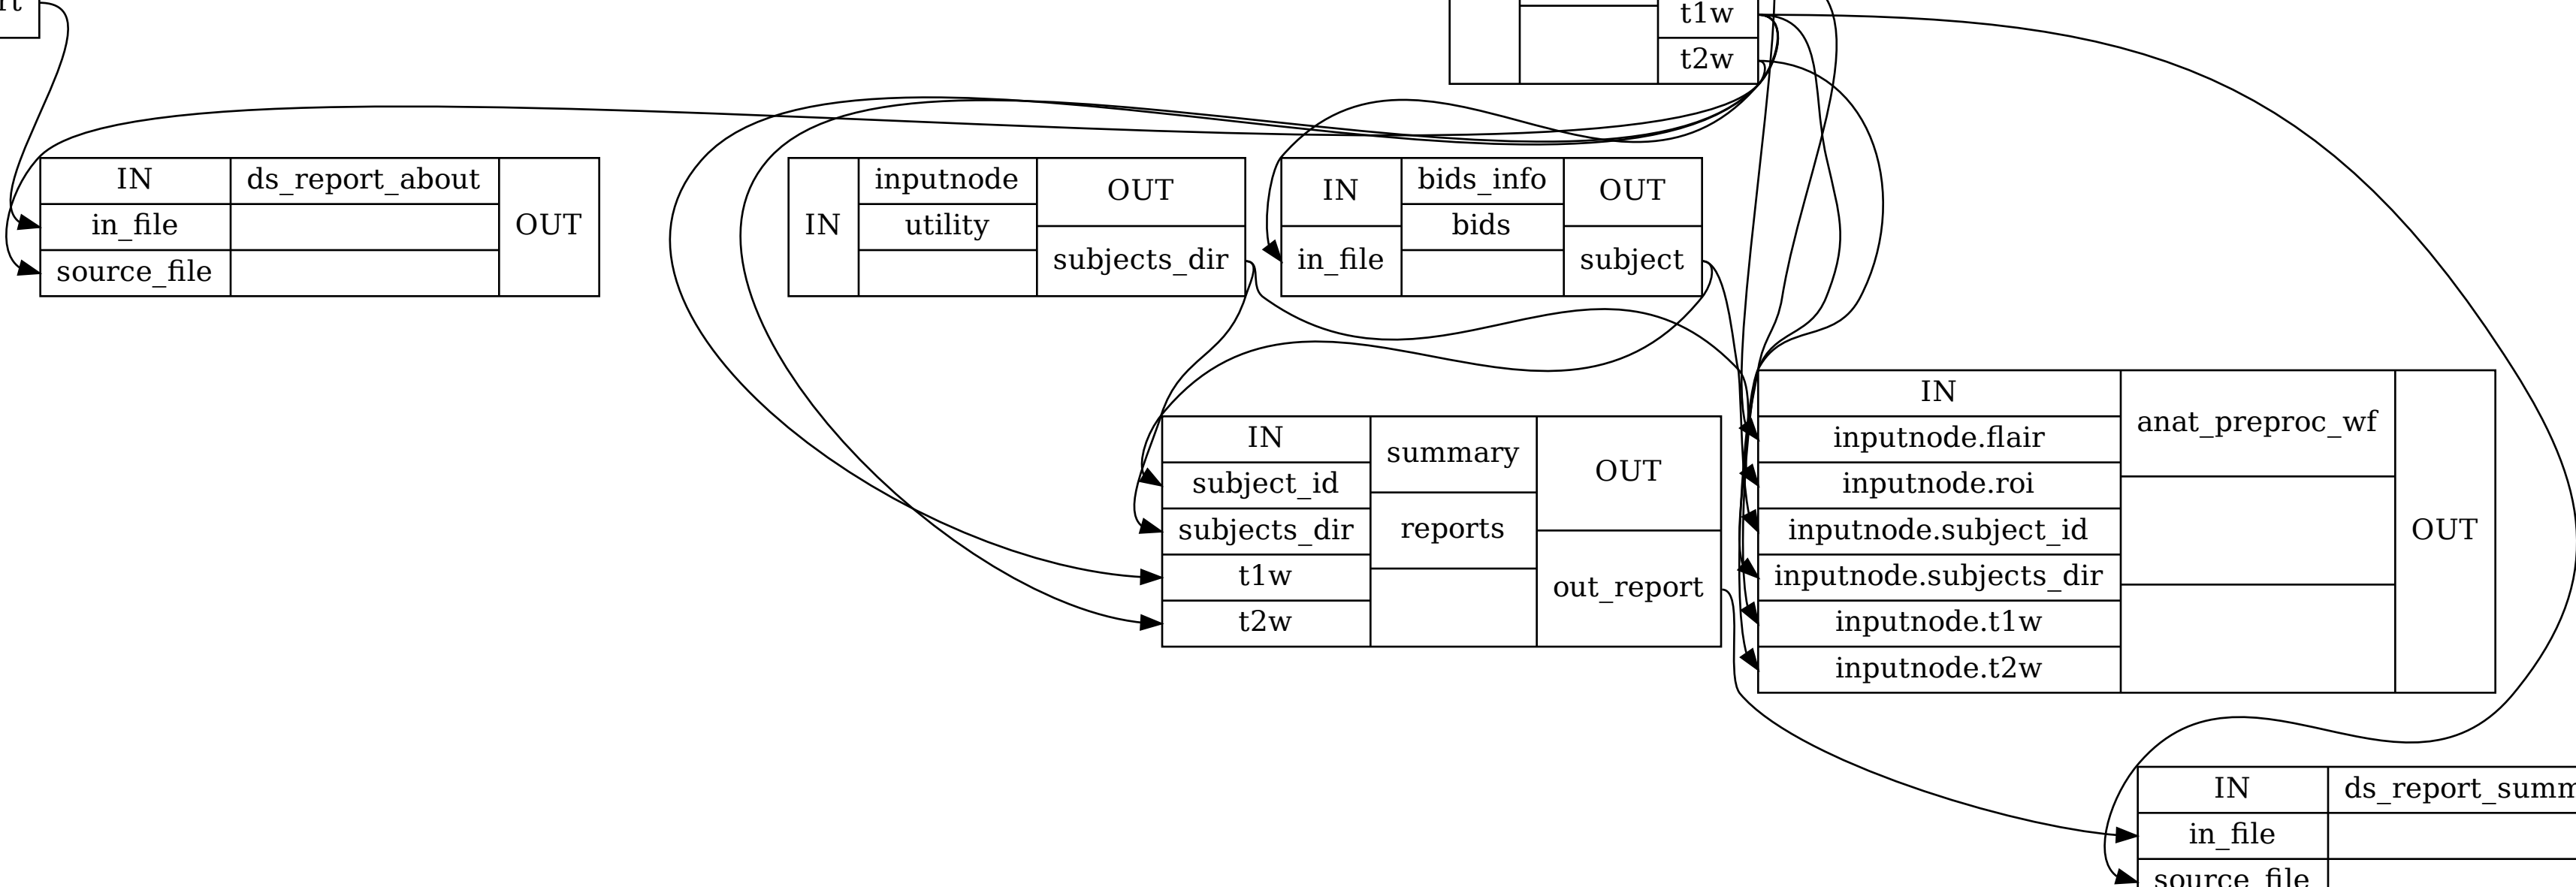 t1w
t2w
IN
ds_report_about
in_file
source_file
OUT
IN
inputnode
utility
OUT
subjects_dir
IN
in_file
bids_info
bids
OUT
subject
IN
subject_id
subjects_dir
t1w
t2w
summary
reports
OUT
out_report
IN
inputnode.flair
inputnode.roi
inputnode.subject_id
inputnode.subjects_dir
inputnode.t1w
inputnode.t2w
anat_preproc_wf
OUT
IN
in_file
source_file
ds_report_summ